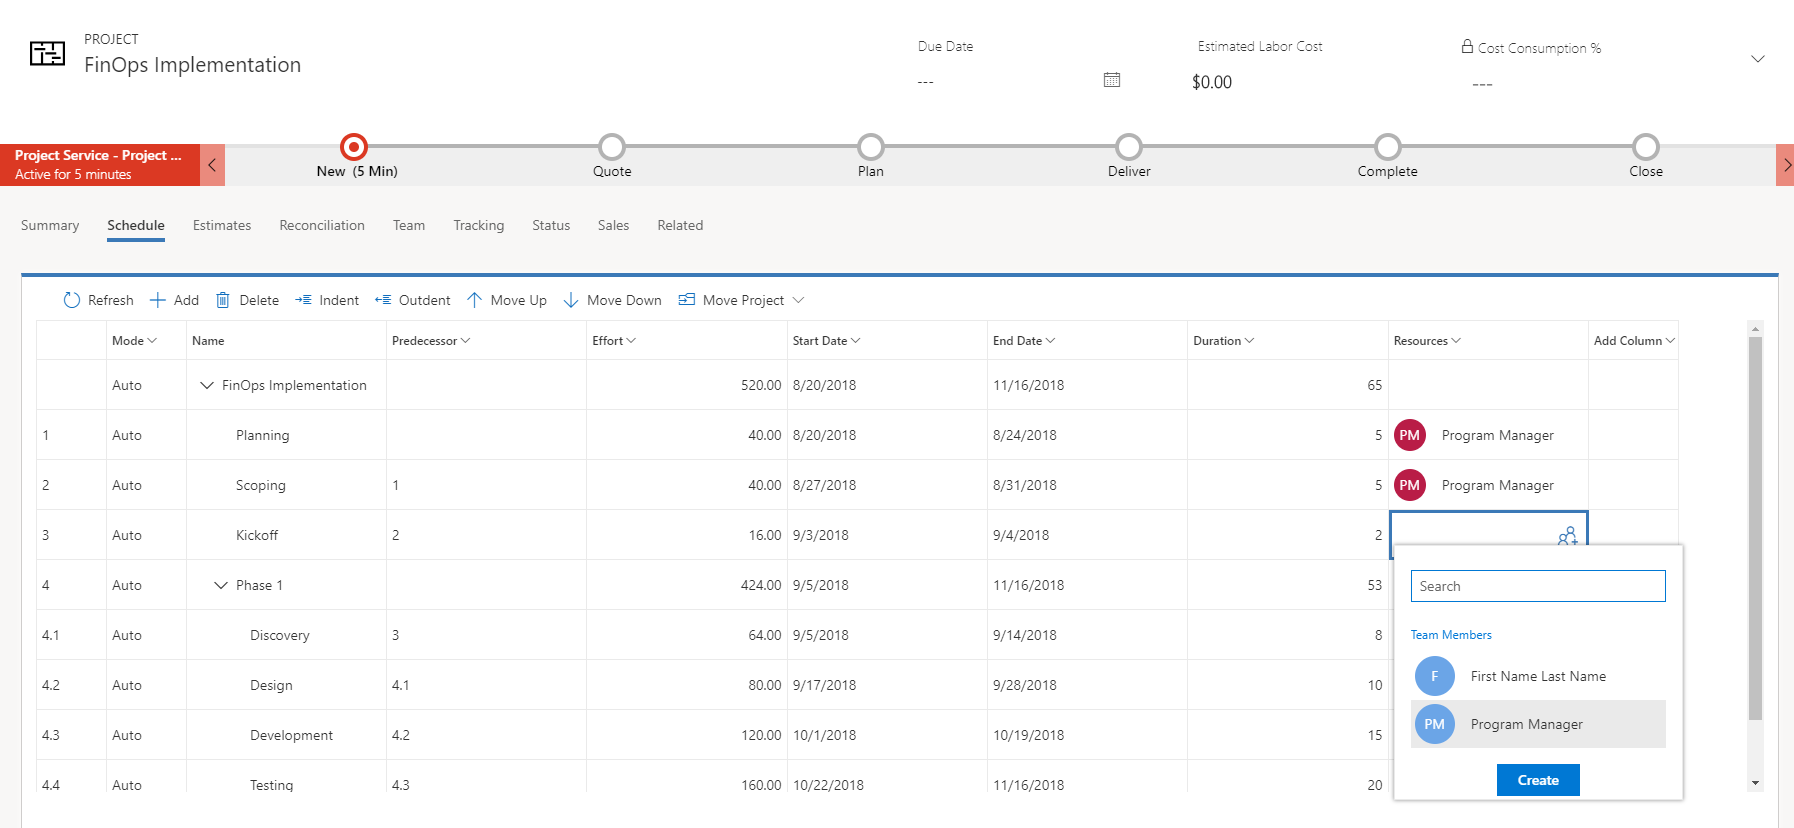 PROJECT
FinOps Implementation
Due Date
---
Estimated Labor Cost
$0.00
Cost Consumption %
---
Project Service - Project ...
Active for 5 minutes
New (5 Min)
Quote
Plan
Deliver
Complete
Close
Summary Schedule Estimates Reconciliation Team Tracking Status Sales Related
Refresh Add Delete Indent Outdent Move Up Move Down Move Project
Mode Name Predecessor Effort Start Date End Date Duration Resources Add Column
Auto FinOps Implementation 520.00 8/20/2018 11/16/2018 65
1 Auto Planning 40.00 8/20/2018 8/24/2018 5 PM Program Manager
2 Auto Scoping 1 40.00 8/27/2018 8/31/2018 5 PM Program Manager
3 Auto Kickoff 2 16.00 9/3/2018 9/4/2018 2
4 Auto Phase 1 424.00 9/5/2018 11/16/2018 53
4.1 Auto Discovery 3 64.00 9/5/2018 9/14/2018 8
4.2 Auto Design 4.1 80.00 9/17/2018 9/28/2018 10
4.3 Auto Development 4.2 120.00 10/1/2018 10/19/2018 15
4.4 Auto Testing 4.3 160.00 10/22/2018 11/16/2018 20
Search
Team Members
F First Name Last Name
PM Program Manager
Create